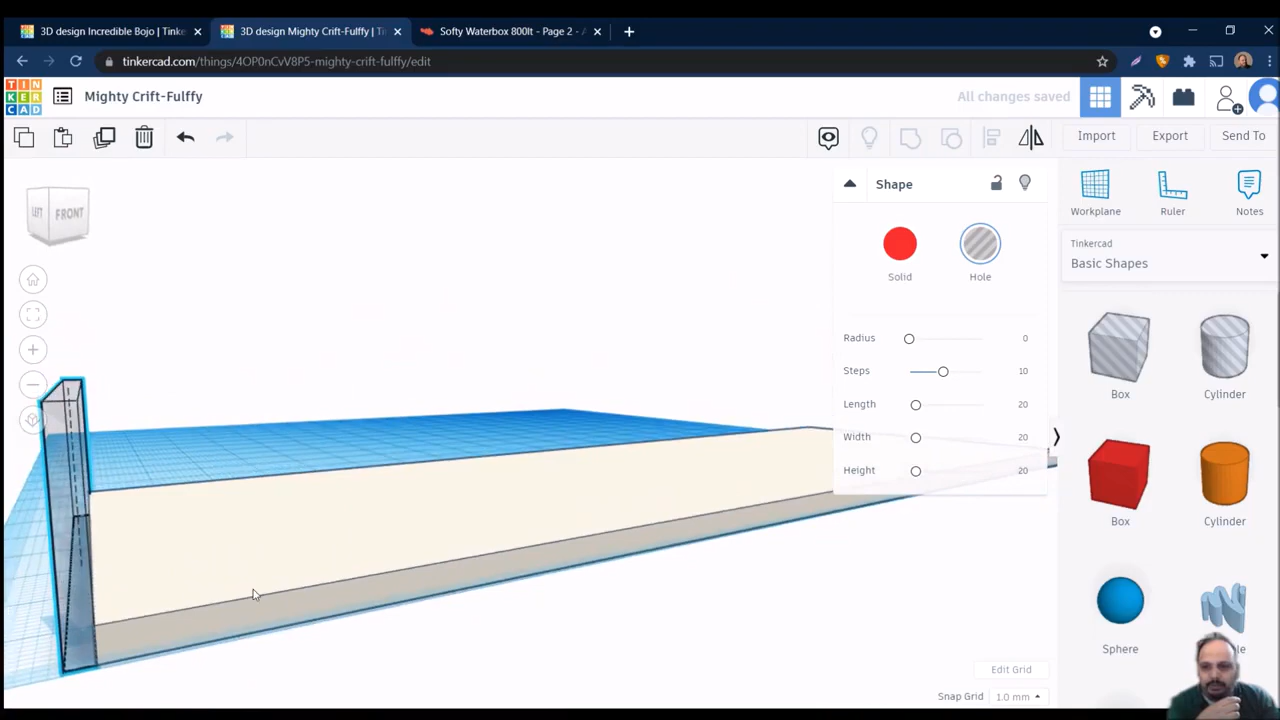 3D design Incredible Bojo | Tinke
3D design Mighty Crift-Fulffy | Ti
Softy Waterbox 800lt - Page 2 - A
tinkercad.com/things/4OP0nCvV8P5-mighty-crift-fulffy/edit
TIN
KER
CAD
Mighty Crift-Fulffy
All changes saved
Import
Export
Send To
Shape
Solid
Hole
Radius 0
Steps 10
Length 20
Width 20
Height 20
Workplane
Ruler
Notes
Tinkercad
Basic Shapes
Box
Cylinder
Box
Cylinder
Sphere
LEFT
FRONT
Edit Grid
Snap Grid 1.0 mm